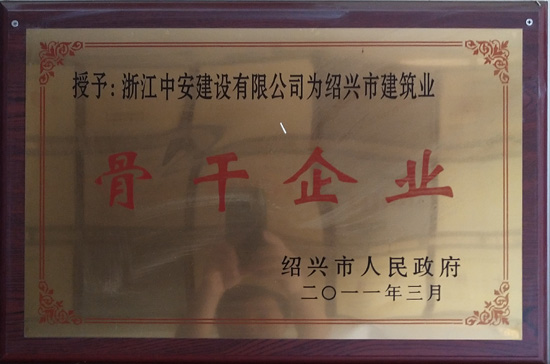 授予：浙江中安建设有限公司为绍兴市建筑业
骨干企业
绍兴市人民政府
二〇一一年三月